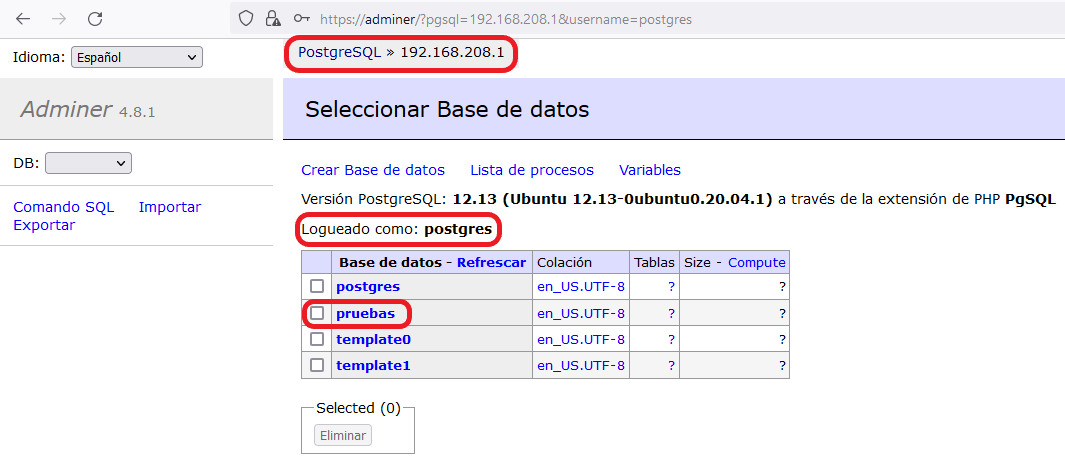 https://adminer/?pgsql=192.168.208.1&username=postgres
Idioma: Español
PostgreSQL » 192.168.208.1
Adminer 4.8.1
Seleccionar Base de datos
DB:
Comando SQL Importar
Exportar
Crear Base de datos Lista de procesos Variables
Versión PostgreSQL: 12.13 (Ubuntu 12.13-0ubuntu0.20.04.1) a través de la extensión de PHP PgSQL
Logueado como: postgres
Base de datos - Refrescar Colación Tablas Size - Compute
postgres en_US.UTF-8 ? ?
pruebas en_US.UTF-8 ? ?
template0 en_US.UTF-8 ? ?
template1 en_US.UTF-8 ? ?
Selected (0)
Eliminar